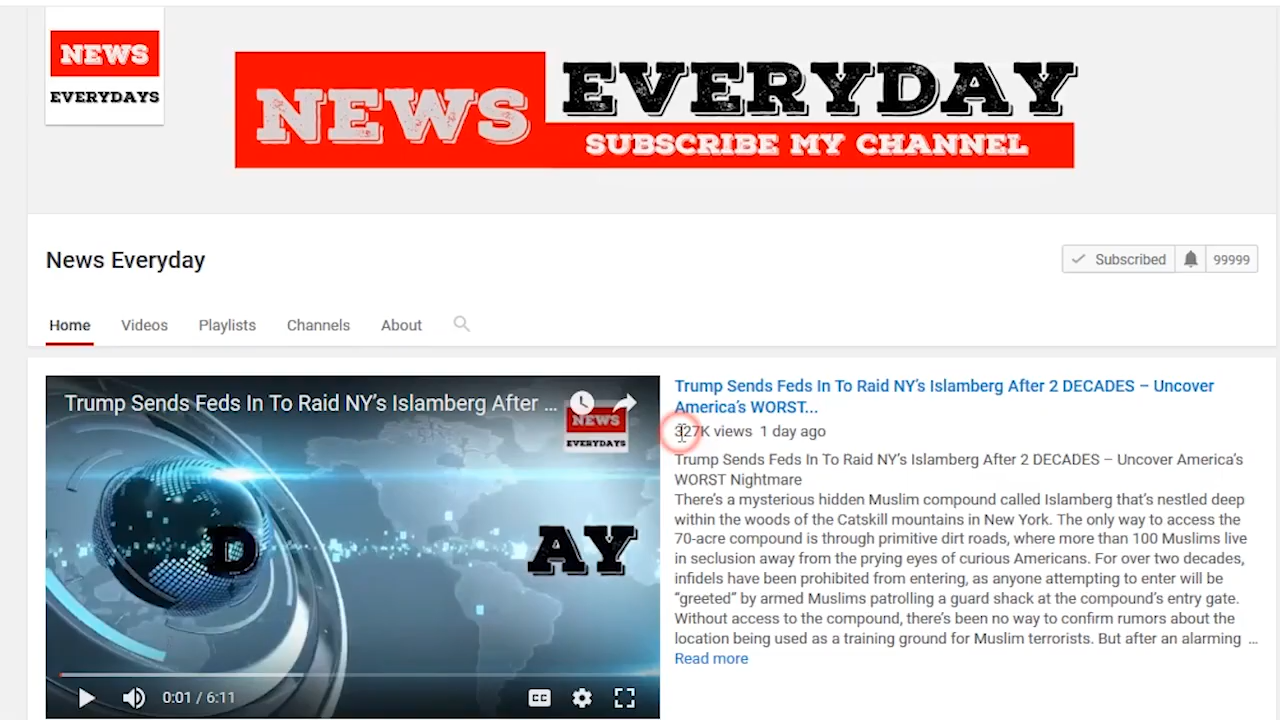 NEWS
EVERYDAYS
NEWS
EVERYDAY
SUBSCRIBE MY CHANNEL
News Everyday
Subscribed
99999
Home Videos Playlists Channels About
Trump Sends Feds In To Raid NY’s Islamberg After ...
NEWS
EVERYDAYS
D AY
0:01 / 6:11
CC
Trump Sends Feds In To Raid NY’s Islamberg After 2 DECADES – Uncover
America’s WORST...
327K views 1 day ago
Trump Sends Feds In To Raid NY’s Islamberg After 2 DECADES – Uncover America’s
WORST Nightmare
There’s a mysterious hidden Muslim compound called Islamberg that’s nestled deep
within the woods of the Catskill mountains in New York. The only way to access the
70-acre compound is through primitive dirt roads, where more than 100 Muslims live
in seclusion away from the prying eyes of curious Americans. For over two decades,
infidels have been prohibited from entering, as anyone attempting to enter will be
“greeted” by armed Muslims patrolling a guard shack at the compound’s entry gate.
Without access to the compound, there’s been no way to confirm rumors about the
location being used as a training ground for Muslim terrorists. But after an alarming ...
Read more